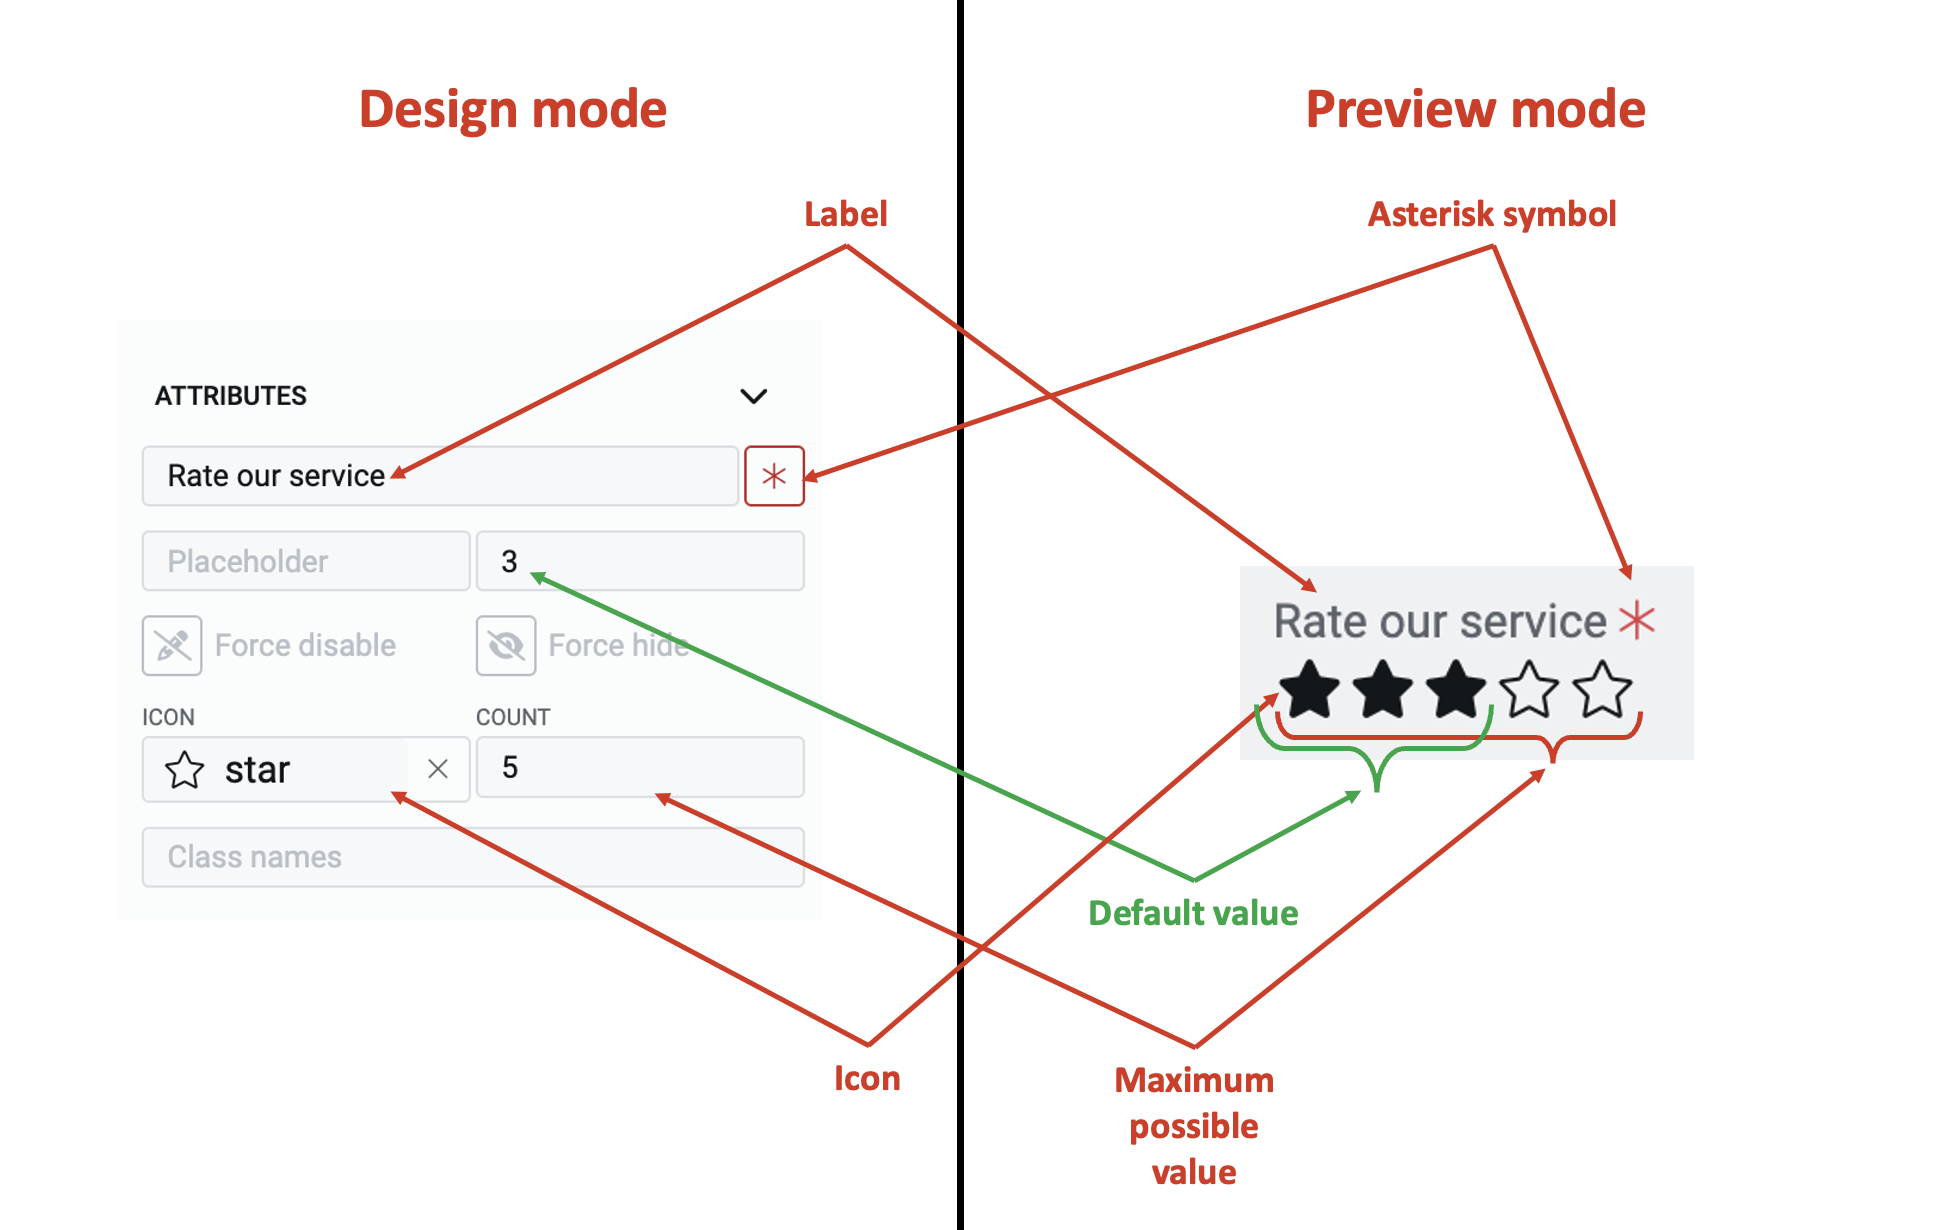 Design mode
Preview mode
Label
Asterisk symbol
ATTRIBUTES
Rate our service *
Placeholder
3
Force disable
Force hide
ICON
COUNT
star
5
Class names
Rate our service *
Default value
Icon
Maximum
possible
value